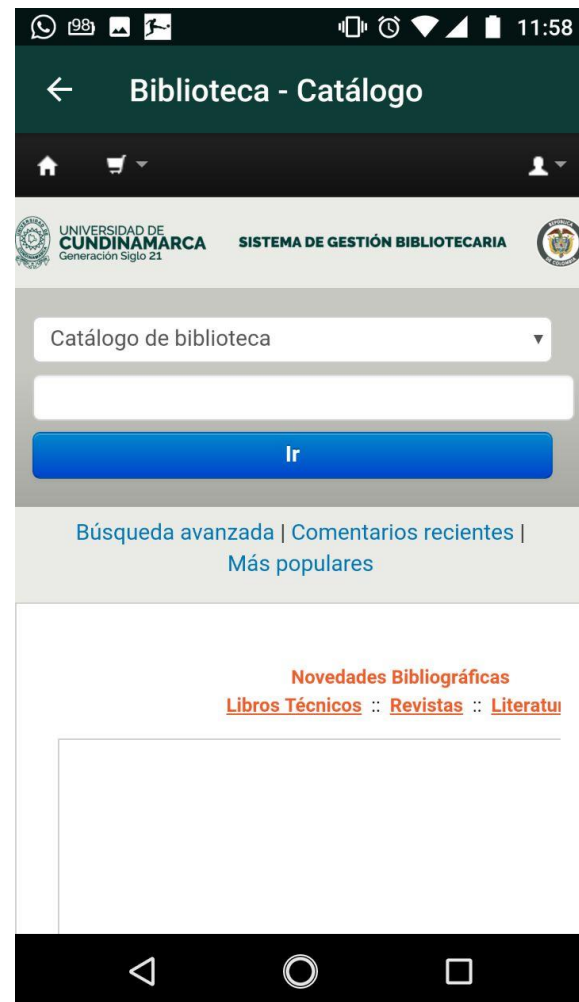 98 11:58
Biblioteca - Catálogo
UNIVERSIDAD DE
CUNDINAMARCA
Generación Siglo 21
SISTEMA DE GESTIÓN BIBLIOTECARIA
Catálogo de biblioteca
Ir
Búsqueda avanzada | Comentarios recientes |
Más populares
Novedades Bibliográficas
Libros Técnicos :: Revistas :: Literatu